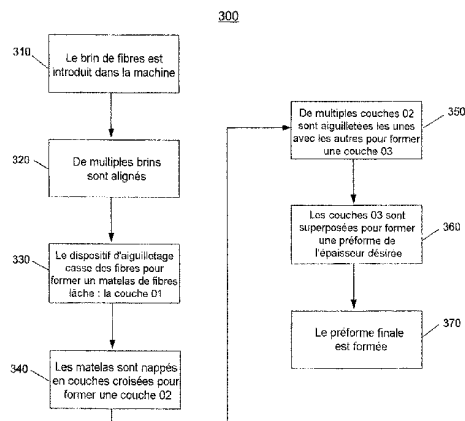 300
310
Le brin de fibres est
introduit dans la machine
320
De multiples brins
sont alignés
330
Le dispositif d'aiguilletage
casse des fibres pour
former un matelas de fibres
lâche : la couche 01
340
Les matelas sont nappés
en couches croisées pour
former une couche 02
350
De multiples couches 02
sont aiguilletées les unes
avec les autres pour former
une couche 03
360
Les couches 03 sont
superposées pour former
une préforme de
l'épaisseur désirée
370
Le préforme finale
est formée